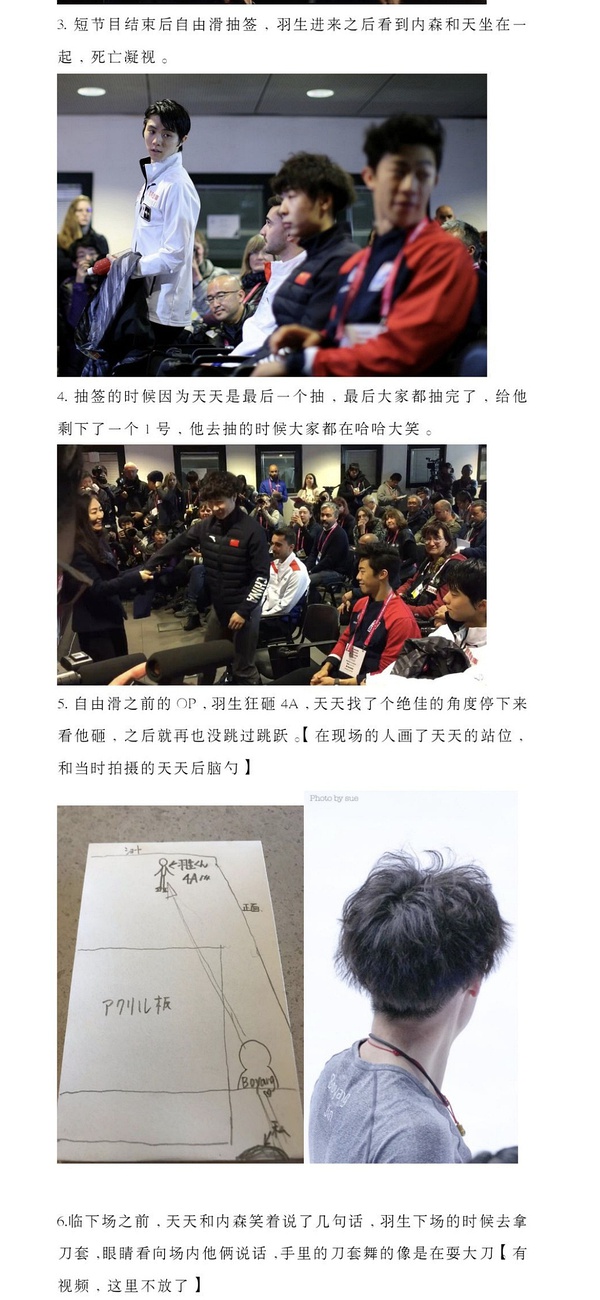 3. 短节目结束后自由滑抽签，羽生进来之后看到内森和天坐在一
起，死亡凝视。
4. 抽签的时候因为天天是最后一个抽，最后大家都抽完了，给他
剩下了一个 1 号，他去抽的时候大家都在哈哈大笑。
CHINA
5. 自由滑之前的 OP，羽生狂砸 4A，天天找了个绝佳的角度停下来
看他砸，之后就再也没跳过跳跃。【在现场的人画了天天的站位，
和当时拍摄的天天后脑勺】
Photo by sue
羽生くん
4A
正面
アクリル板
Boyang
6.临下场之前，天天和内森笑着说了几句话，羽生下场的时候去拿
刀套，眼睛看向场内他俩说话，手里的刀套舞的像是在耍大刀【有
视频，这里不放了】